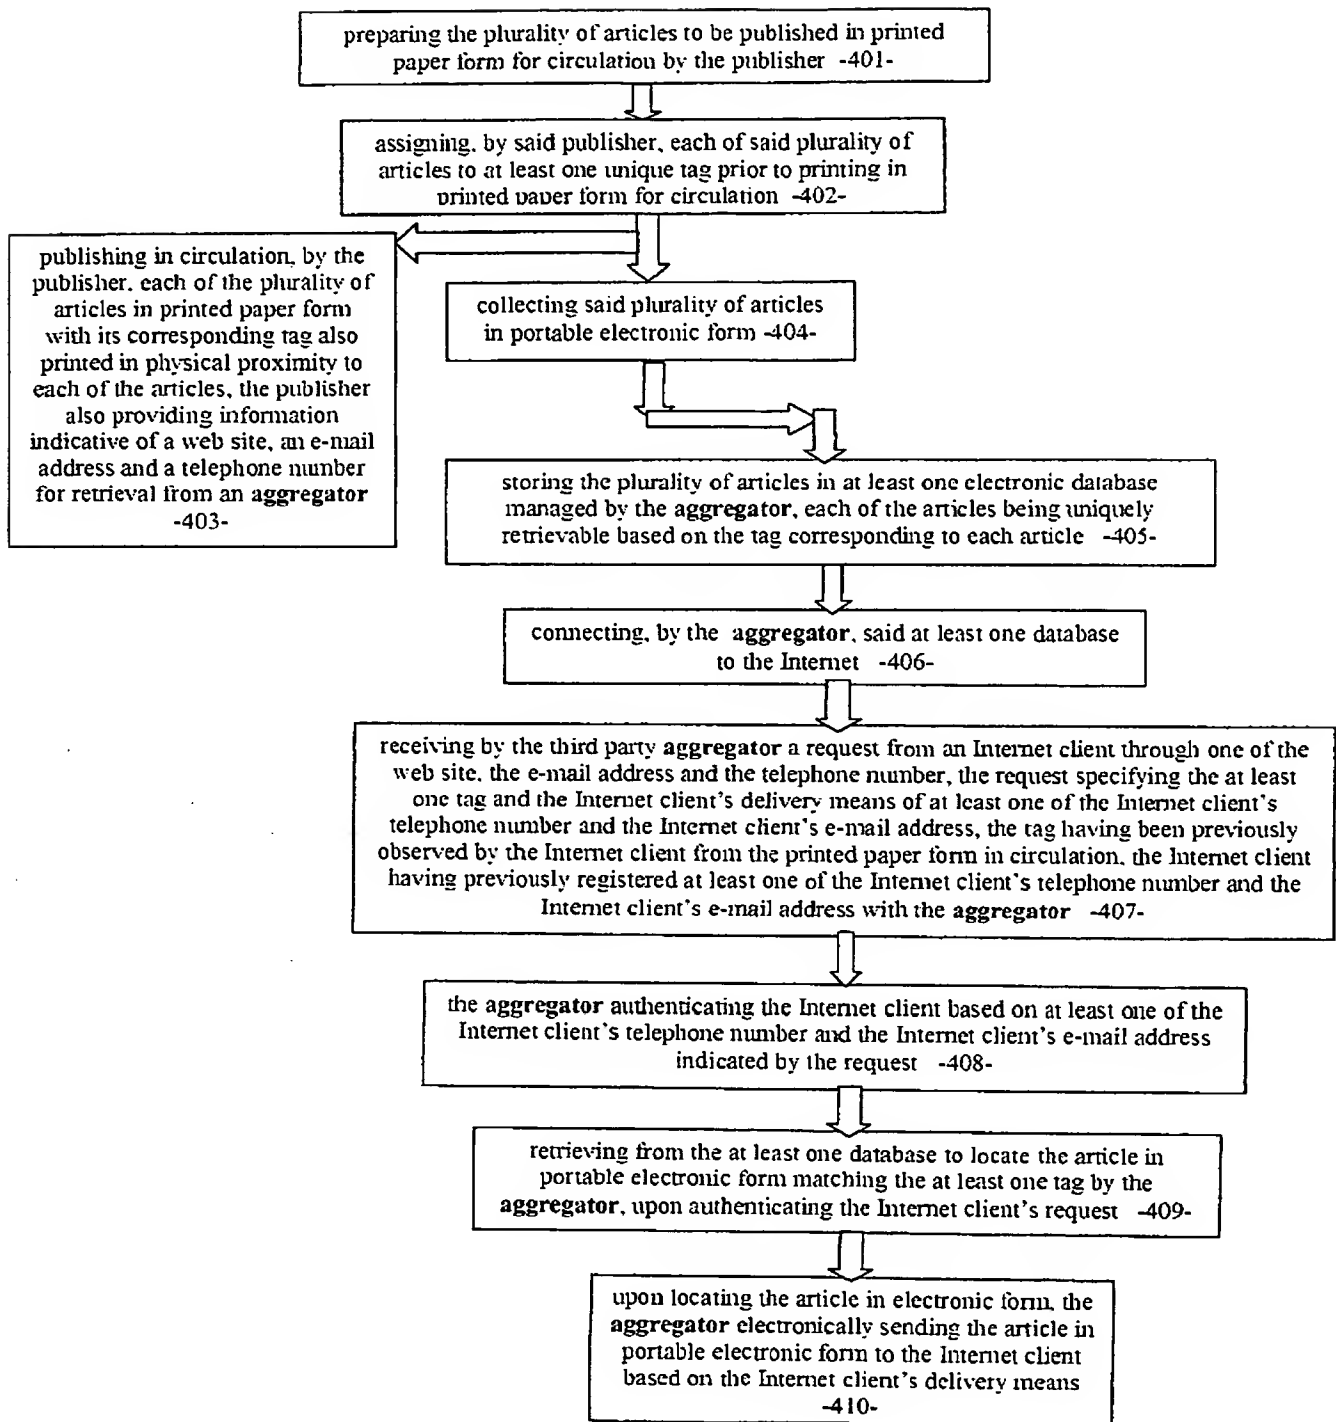 preparing the plurality of articles to be published in printed
paper form for circulation by the publisher -401-
assigning, by said publisher, each of said plurality of
articles to at least one unique tag prior to printing in
printed paper form for circulation -402-
publishing in circulation, by the
publisher, each of the plurality of
articles in printed paper form
with its corresponding tag also
printed in physical proximity to
each of the articles, the publisher
also providing information
indicative of a web site, an e-mail
address and a telephone number
for retrieval from an aggregator
-403-
collecting said plurality of articles
in portable electronic form -404-
storing the plurality of articles in at least one electronic database
managed by the aggregator, each of the articles being uniquely
retrievable based on the tag corresponding to each article -405-
connecting, by the aggregator, said at least one database
to the Internet -406-
receiving by the third party aggregator a request from an Internet client through one of the
web site, the e-mail address and the telephone number, the request specifying the at least
one tag and the Internet client's delivery means of at least one of the Internet client's
telephone number and the Internet client's e-mail address, the tag having been previously
observed by the Internet client from the printed paper form in circulation, the Internet client
having previously registered at least one of the Internet client's telephone number and the
Internet client's e-mail address with the aggregator -407-
the aggregator authenticating the Internet client based on at least one of the
Internet client's telephone number and the Internet client's e-mail address
indicated by the request -408-
retrieving from the at least one database to locate the article in
portable electronic form matching the at least one tag by the
aggregator, upon authenticating the Internet client's request -409-
upon locating the article in electronic form, the
aggregator electronically sending the article in
portable electronic form to the Internet client
based on the Internet client's delivery means
-410-